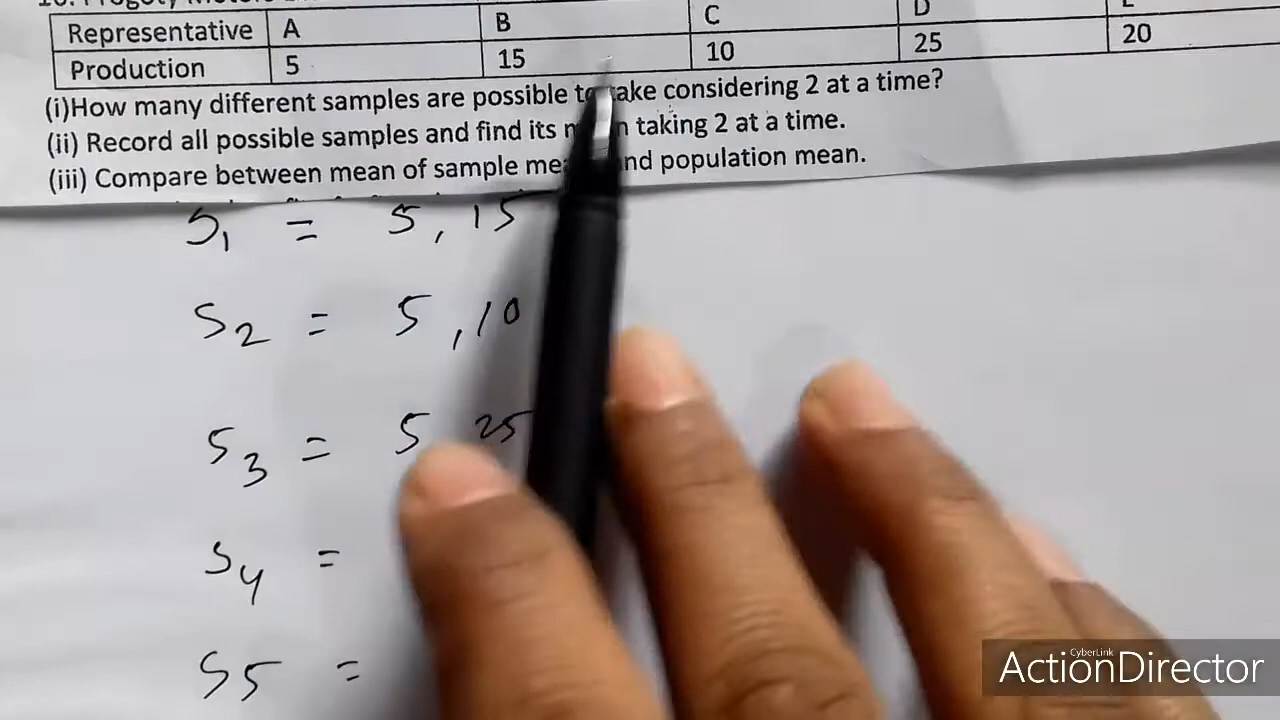 Representative A B C D
Production 5 15 10 25 20
(i)How many different samples are possible to take considering 2 at a time?
(ii) Record all possible samples and find its taking 2 at a time.
(iii) Compare between mean of sample and population mean.
S1 = 5, 15
S2 = 5, 10
S3 = 5 25
S4 =
S5 =
CyberLink
ActionDirector